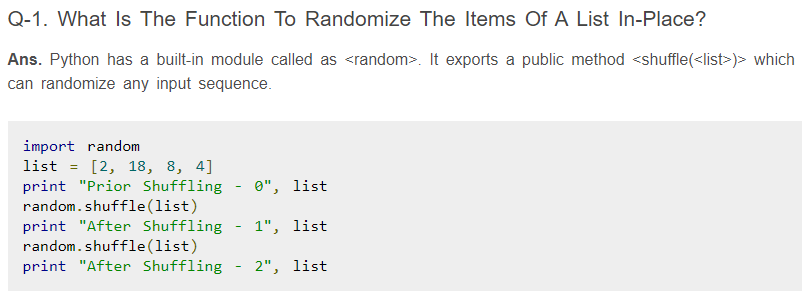 Q-1. What Is The Function To Randomize The Items Of A List In-Place?
Ans. Python has a built-in module called as <random>. It exports a public method <shuffle(<list>)> which
can randomize any input sequence.
import random
list = [2, 18, 8, 4]
print "Prior Shuffling - 0", list
random.shuffle(list)
print "After Shuffling - 1", list
random.shuffle(list)
print "After Shuffling - 2", list